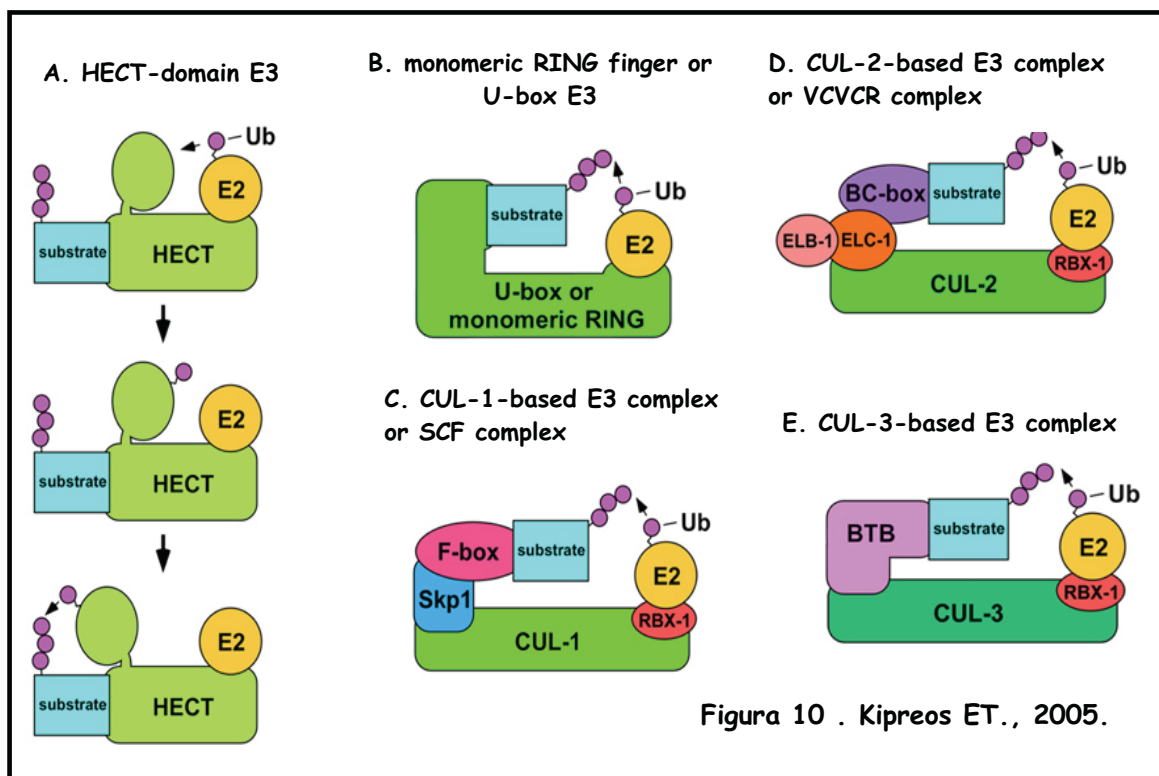 A. HECT-domain E3
Ub
E2
substrate
HECT
E2
substrate
HECT
E2
substrate
HECT
B. monomeric RING finger or
U-box E3
substrate
Ub
E2
U-box or
monomeric RING
C. CUL-1-based E3 complex
or SCF complex
F-box
substrate
Ub
Skp1
E2
RBX-1
CUL-1
D. CUL-2-based E3 complex
or VCVCR complex
BC-box
substrate
Ub
E2
ELB-1
ELC-1
RBX-1
CUL-2
E. CUL-3-based E3 complex
BTB
substrate
Ub
E2
RBX-1
CUL-3
Figura 10 . Kipreos ET., 2005.